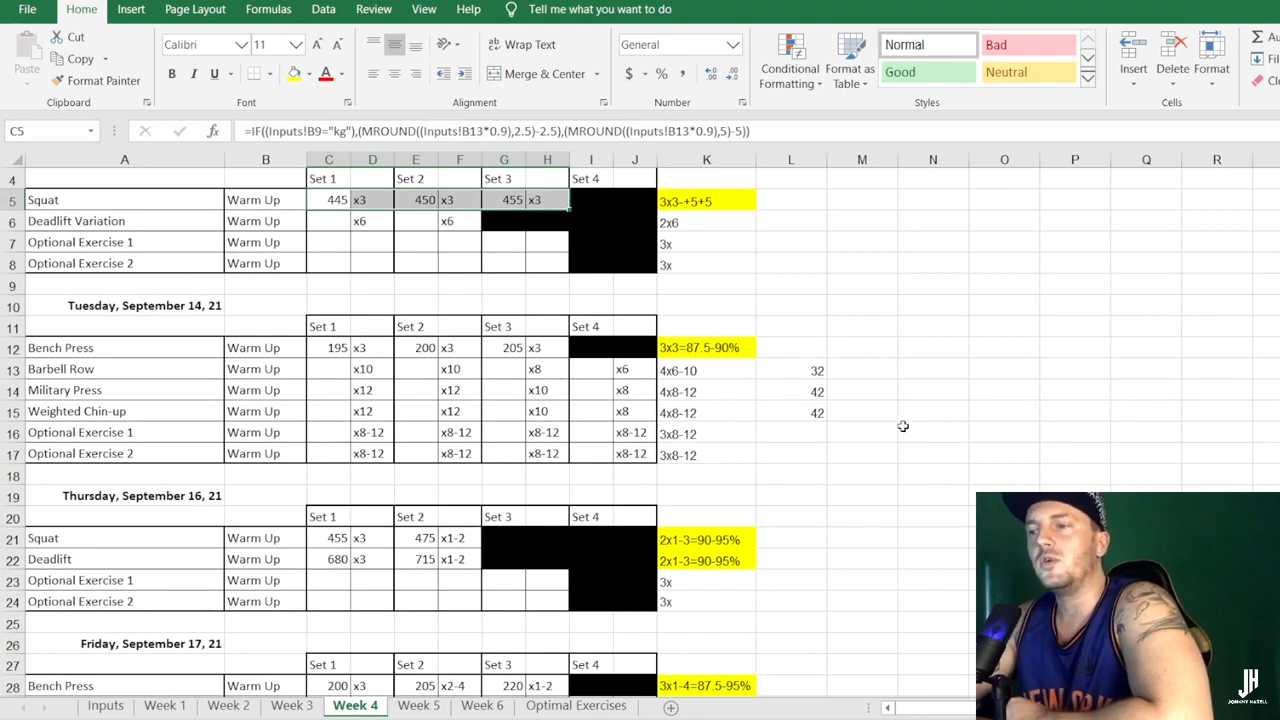 File Home Insert Page Layout Formulas Data Review View Help Tell me what you want to do
Paste Cut Copy Format Painter Clipboard
Calibri 11 A A B I U A Font
Wrap Text Merge & Center Alignment
General $ % , Number
Conditional Formatting Format as Table Normal Bad Good Neutral Styles
Insert Delete Format Cells
C5 fx =IF((Inputs!B9="kg"),(MROUND((Inputs!B13*0.9),2.5)-2.5),(MROUND((Inputs!B13*0.9),5)-5))
A B C D E F G H I J K L M N O P Q R
4 Set 1 Set 2 Set 3 Set 4
5 Squat Warm Up 445 x3 450 x3 455 x3 3x3-+5+5
6 Deadlift Variation Warm Up x6 x6 2x6
7 Optional Exercise 1 Warm Up 3x
8 Optional Exercise 2 Warm Up 3x
9
10 Tuesday, September 14, 21
11 Set 1 Set 2 Set 3 Set 4
12 Bench Press Warm Up 195 x3 200 x3 205 x3 3x3=87.5-90%
13 Barbell Row Warm Up x10 x10 x8 x6 4x6-10 32
14 Military Press Warm Up x12 x12 x10 x8 4x8-12 42
15 Weighted Chin-up Warm Up x12 x12 x10 x8 4x8-12 42
16 Optional Exercise 1 Warm Up x8-12 x8-12 x8-12 x8-12 3x8-12
17 Optional Exercise 2 Warm Up x8-12 x8-12 x8-12 x8-12 3x8-12
18
19 Thursday, September 16, 21
20 Set 1 Set 2 Set 3 Set 4
21 Squat Warm Up 455 x3 475 x1-2 2x1-3=90-95%
22 Deadlift Warm Up 680 x3 715 x1-2 2x1-3=90-95%
23 Optional Exercise 1 Warm Up 3x
24 Optional Exercise 2 Warm Up 3x
25
26 Friday, September 17, 21
27 Set 1 Set 2 Set 3 Set 4
28 Bench Press Warm Up 200 x3 205 x2-4 220 x1-2 3x1-4=87.5-95%
Inputs Week 1 Week 2 Week 3 Week 4 Week 5 Week 6 Optimal Exercises
JH